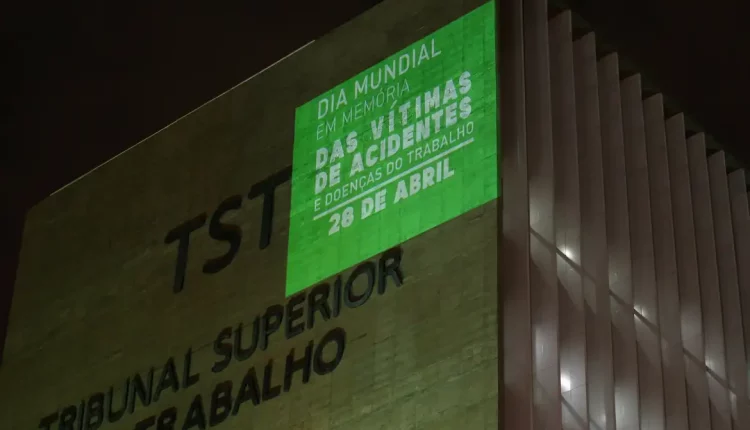 DIA MUNDIAL
EM MEMÓRIA
DAS VÍTIMAS
DE ACIDENTES
E DOENÇAS DO TRABALHO
28 DE ABRIL
TST
TRIBUNAL SUPERIOR
TRABALHO